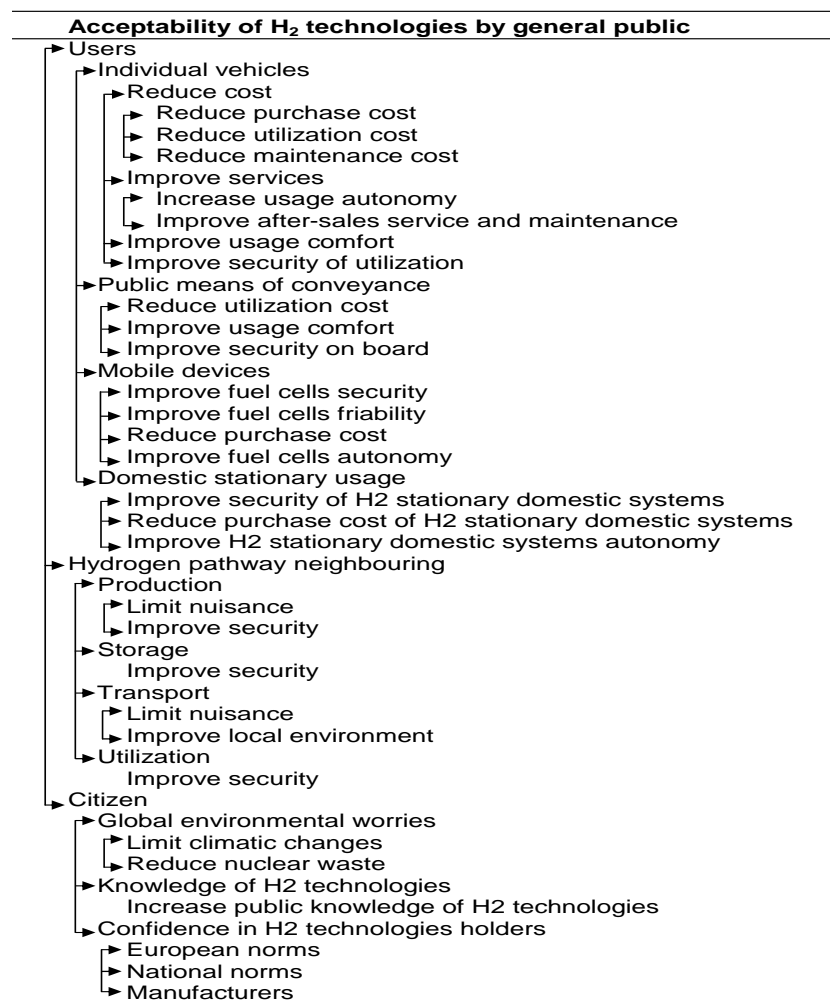 Acceptability of H₂ technologies by general public
Users
Individual vehicles
Reduce cost
Reduce purchase cost
Reduce utilization cost
Reduce maintenance cost
Improve services
Increase usage autonomy
Improve after-sales service and maintenance
Improve usage comfort
Improve security of utilization
Public means of conveyance
Reduce utilization cost
Improve usage comfort
Improve security on board
Mobile devices
Improve fuel cells security
Improve fuel cells friability
Reduce purchase cost
Improve fuel cells autonomy
Domestic stationary usage
Improve security of H2 stationary domestic systems
Reduce purchase cost of H2 stationary domestic systems
Improve H2 stationary domestic systems autonomy
Hydrogen pathway neighbouring
Production
Limit nuisance
Improve security
Storage
Improve security
Transport
Limit nuisance
Improve local environment
Utilization
Improve security
Citizen
Global environmental worries
Limit climatic changes
Reduce nuclear waste
Knowledge of H2 technologies
Increase public knowledge of H2 technologies
Confidence in H2 technologies holders
European norms
National norms
Manufacturers